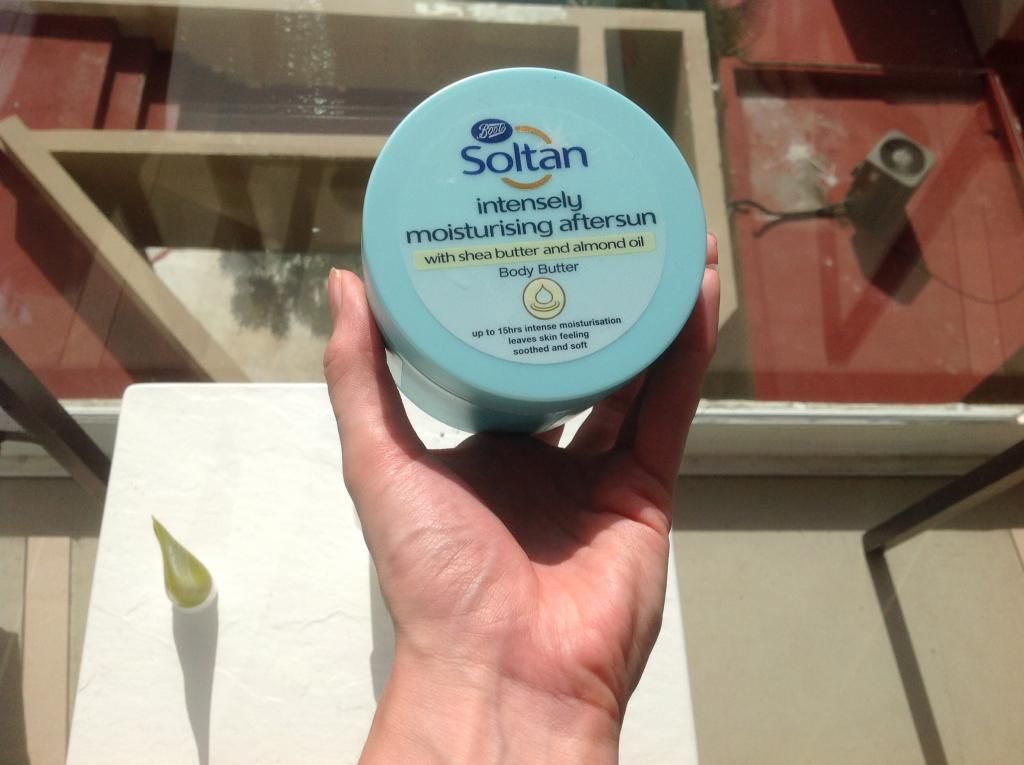 Boots
Soltan
intensely
moisturising aftersun
with shea butter and almond oil
Body Butter
up to 15hrs intense moisturisation
leaves skin feeling
soothed and soft